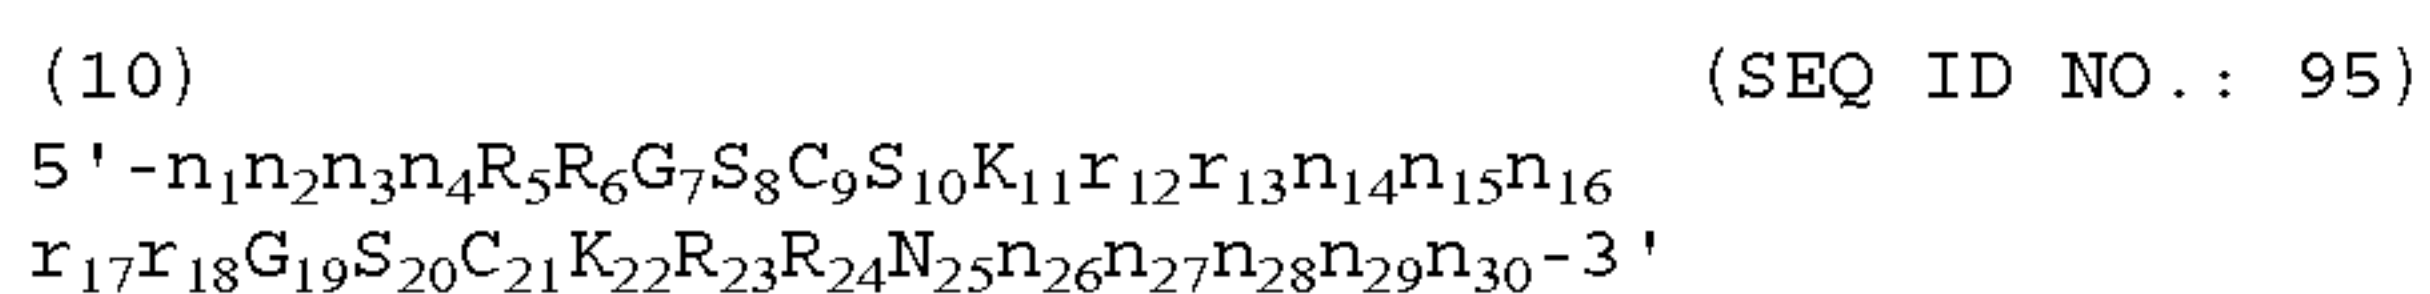 (10) (SEQ ID NO.: 95)
5'-n₁n₂n₃n₄R₅R₆G₇S₈C₉S₁₀K₁₁r₁₂r₁₃n₁₄n₁₅n₁₆
r₁₇r₁₈G₁₉S₂₀C₂₁K₂₂R₂₃R₂₄N₂₅n₂₆n₂₇n₂₈n₂₉n₃₀-3'